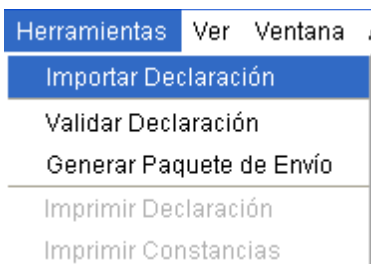 Herramientas Ver Ventana
Importar Declaración
Validar Declaración
Generar Paquete de Envío
Imprimir Declaración
Imprimir Constancias